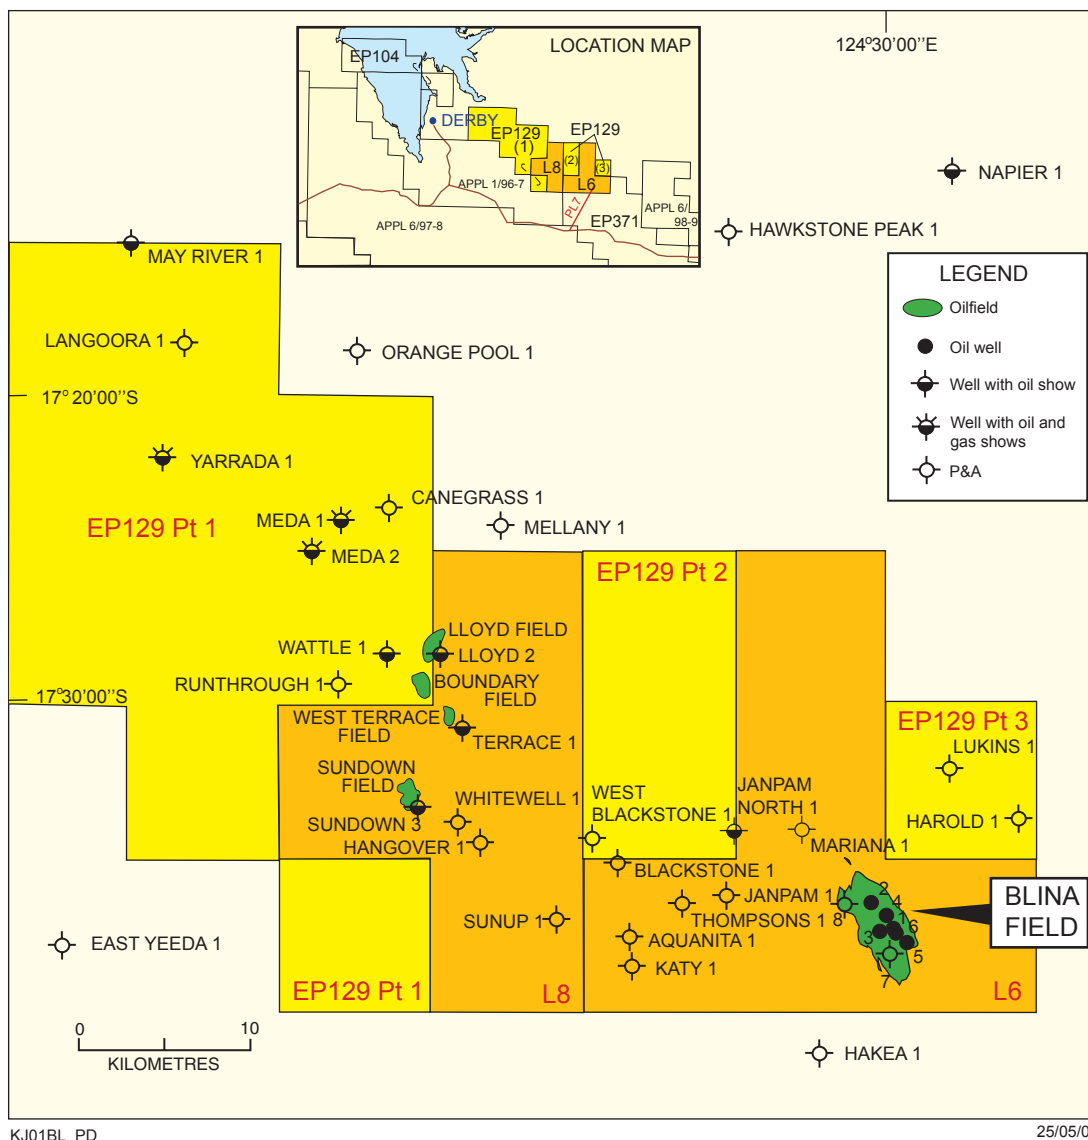 124°30'00''E
LOCATION MAP
EP104
DERBY
EP129
(1)
EP129
(2)
(3)
L8
L6
APPL 1/96-7
PL7
EP371
APPL 6/
98-9
APPL 6/97-8
NAPIER 1
HAWKSTONE PEAK 1
MAY RIVER 1
LEGEND
Oilfield
Oil well
Well with oil show
Well with oil and
gas shows
P&A
LANGOORA 1
ORANGE POOL 1
17°20'00''S
YARRADA 1
CANEGRASS 1
MEDA 1
MELLANY 1
EP129 Pt 1
MEDA 2
EP129 Pt 2
LLOYD FIELD
WATTLE 1
LLOYD 2
RUNTHROUGH 1
BOUNDARY
FIELD
17°30'00''S
WEST TERRACE
FIELD
TERRACE 1
EP129 Pt 3
LUKINS 1
SUNDOWN
FIELD
WHITEWELL 1
SUNDOWN 3
HANGOVER 1
WEST
BLACKSTONE 1
JANPAM
NORTH 1
HAROLD 1
MARIANA 1
BLACKSTONE 1
JANPAM 1
THOMPSONS 1
2
4
1
8
6
3
5
7
BLINA
FIELD
SUNUP 1
AQUANITA 1
EAST YEEDA 1
KATY 1
EP129 Pt 1
L8
L6
0
10
KILOMETRES
HAKEA 1
KJ01BL_PD
25/05/0